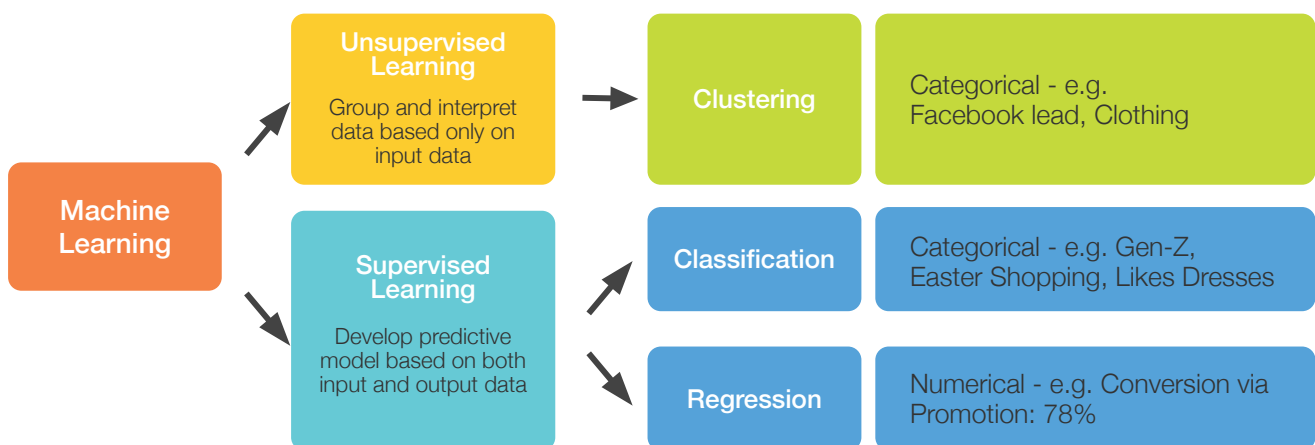 Machine
Learning
Unsupervised
Learning
Group and interpret
data based only on
input data
Clustering
Categorical - e.g.
Facebook lead, Clothing
Supervised
Learning
Develop predictive
model based on both
input and output data
Classification
Categorical - e.g. Gen-Z,
Easter Shopping, Likes Dresses
Regression
Numerical - e.g. Conversion via
Promotion: 78%